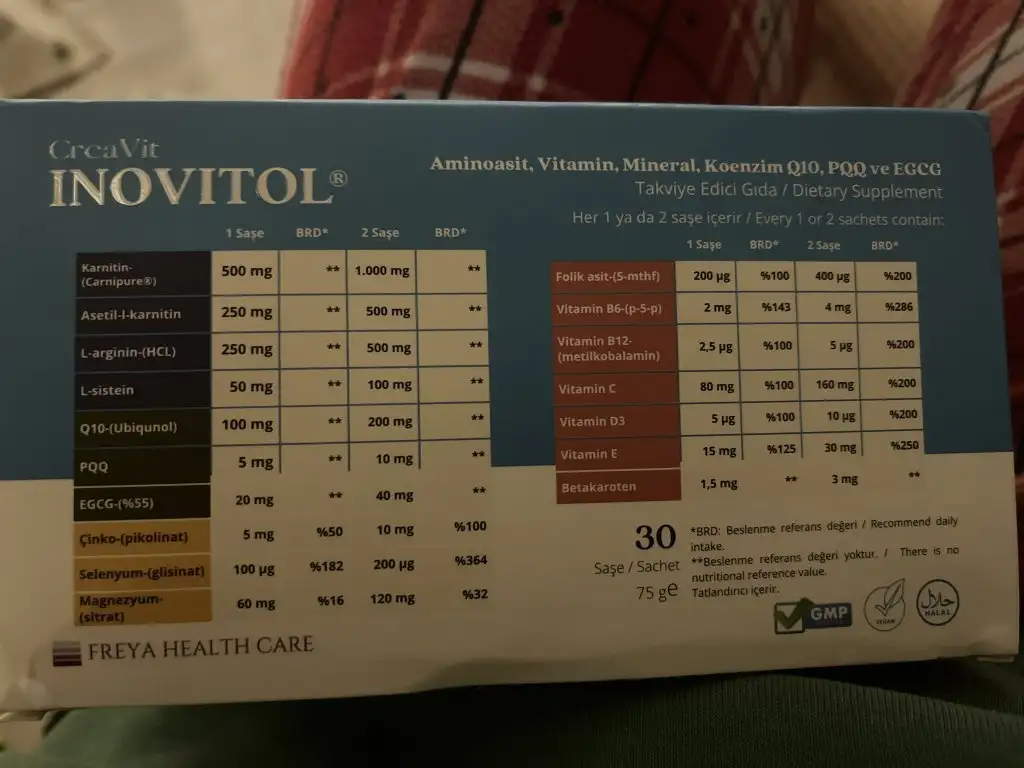 CreaVit
INOVITOL®
Aminoasit, Vitamin, Mineral, Koenzim Q10, PQQ ve EGCG
Takviye Edici Gıda / Dietary Supplement
Her 1 ya da 2 saşe içerir / Every 1 or 2 sachets contain:
1 Saşe BRD* 2 Saşe BRD*
Karnitin-
(Carnipure®) 500 mg ** 1.000 mg **
Asetil-l-karnitin 250 mg ** 500 mg **
L-arginin-(HCL) 250 mg ** 500 mg **
L-sistein 50 mg ** 100 mg **
Q10-(Ubiqunol) 100 mg ** 200 mg **
PQQ 5 mg ** 10 mg **
EGCG-(%55) 20 mg ** 40 mg **
Çinko-(pikolinat) 5 mg %50 10 mg %100
Selenyum-(glisinat) 100 µg %182 200 µg %364
Magnezyum-
(sitrat) 60 mg %16 120 mg %32
1 Saşe BRD* 2 Saşe BRD*
Folik asit-(5-mthf) 200 µg %100 400 µg %200
Vitamin B6-(p-5-p) 2 mg %143 4 mg %286
Vitamin B12-
(metilkobalamin) 2,5 µg %100 5 µg %200
Vitamin C 80 mg %100 160 mg %200
Vitamin D3 5 µg %100 10 µg %200
Vitamin E 15 mg %125 30 mg %250
Betakaroten 1,5 mg ** 3 mg **
30
Saşe / Sachet
75 ge
*BRD: Beslenme referans değeri / Recommend daily
intake.
**Beslenme referans değeri yoktur. / There is no
nutritional reference value.
Tatlandırıcı içerir.
GMP
VEGAN
حلال
HALAL
FREYA HEALTH CARE